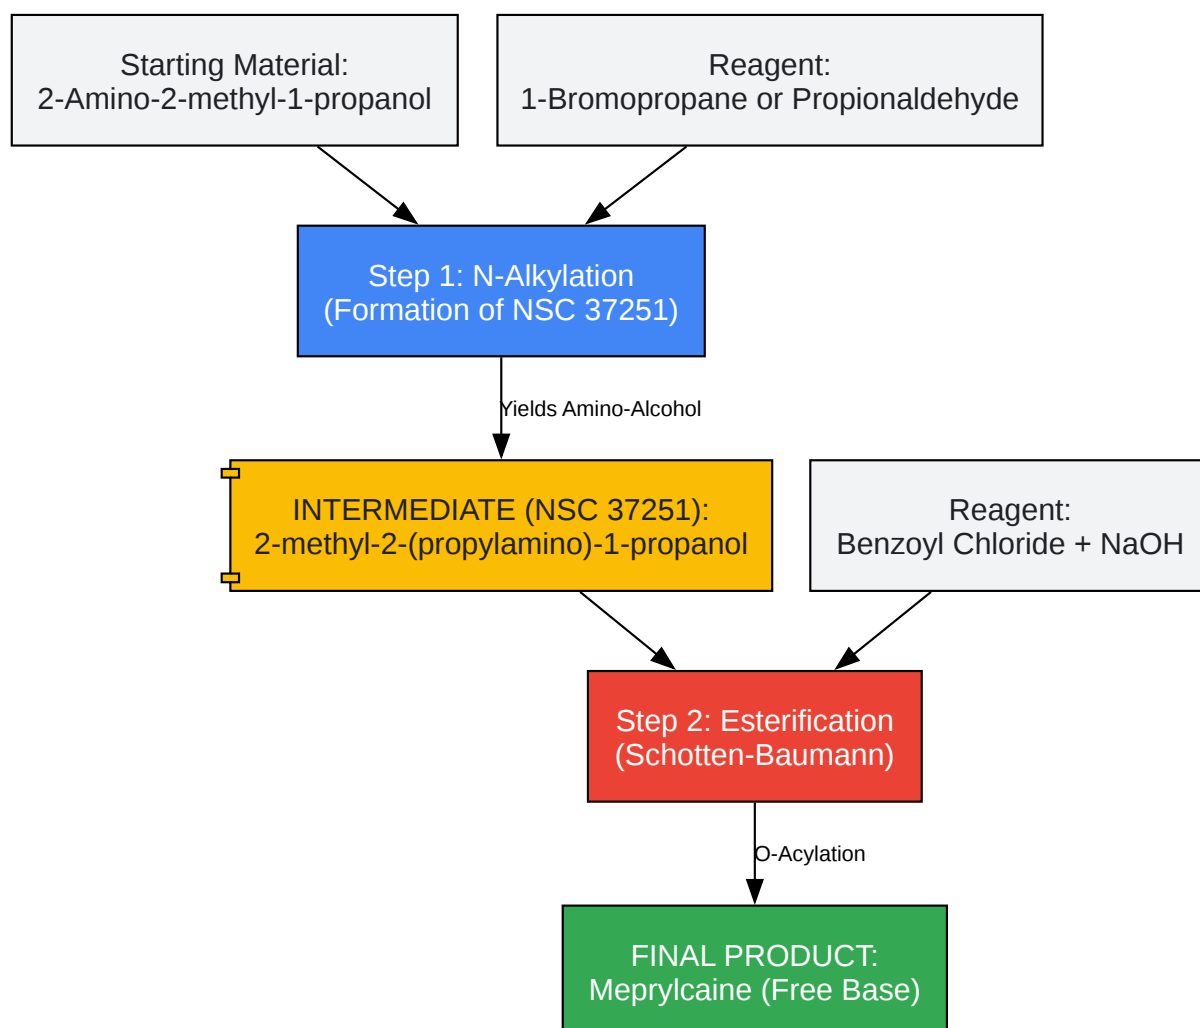 Starting Material:
2-Amino-2-methyl-1-propanol
Reagent:
1-Bromopropane or Propionaldehyde
Step 1: N-Alkylation
(Formation of NSC 37251)
Yields Amino-Alcohol
INTERMEDIATE (NSC 37251):
2-methyl-2-(propylamino)-1-propanol
Reagent:
Benzoyl Chloride + NaOH
Step 2: Esterification
(Schotten-Baumann)
O-Acylation
FINAL PRODUCT:
Meprylcaine (Free Base)